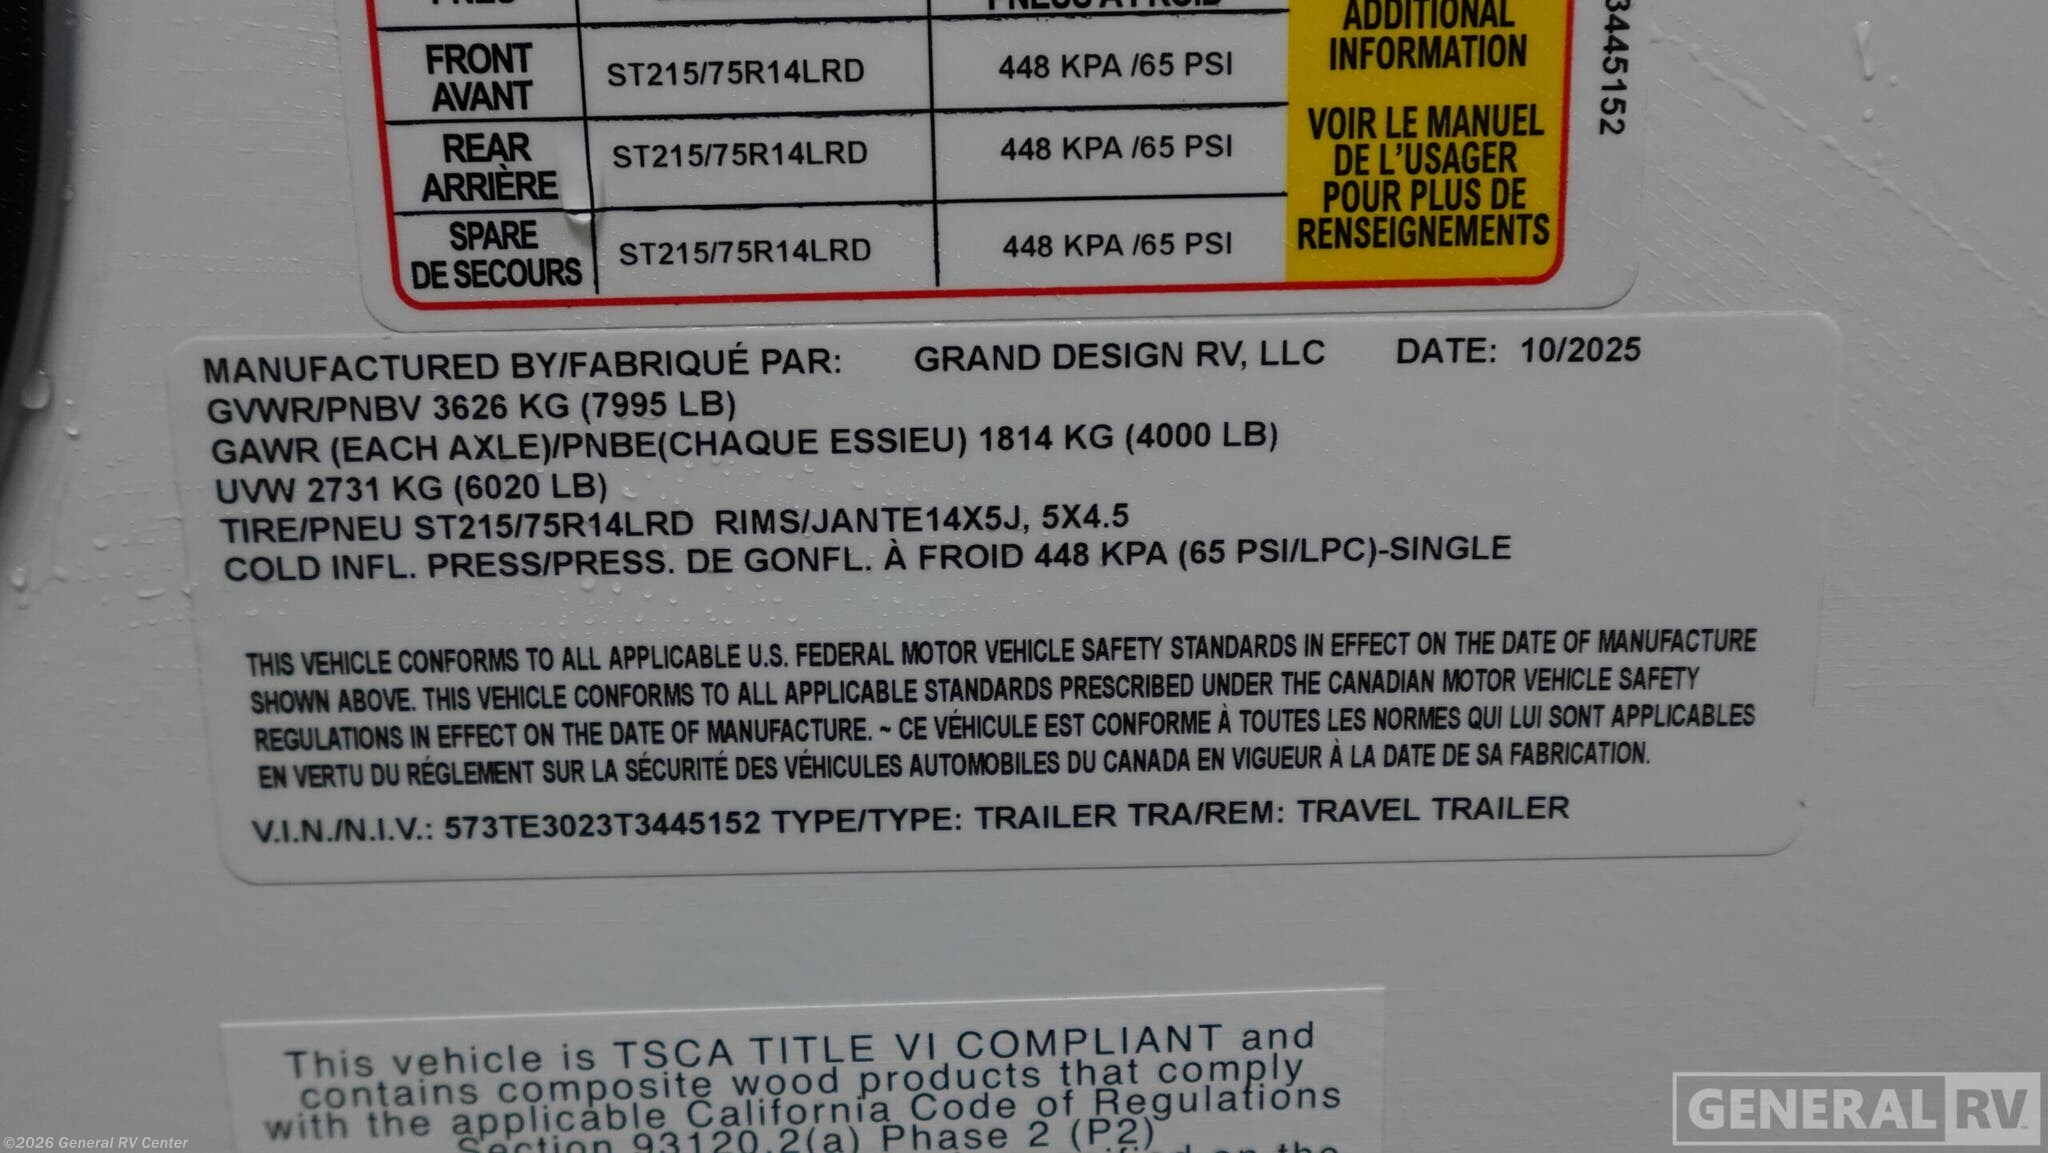 FRONT
AVANT
ST215/75R14LRD
448 KPA /65 PSI
REAR
ARRIÈRE
ST215/75R14LRD
448 KPA /65 PSI
SPARE
DE SECOURS
ST215/75R14LRD
448 KPA /65 PSI
ADDITIONAL
INFORMATION
VOIR LE MANUEL
DE L'USAGER
POUR PLUS DE
RENSEIGNEMENTS
3445152
MANUFACTURED BY/FABRIQUÉ PAR: GRAND DESIGN RV, LLC DATE: 10/2025
GVWR/PNBV 3626 KG (7995 LB)
GAWR (EACH AXLE)/PNBE(CHAQUE ESSIEU) 1814 KG (4000 LB)
UVW 2731 KG (6020 LB)
TIRE/PNEU ST215/75R14LRD RIMS/JANTE14X5J, 5X4.5
COLD INFL. PRESS/PRESS. DE GONFL. À FROID 448 KPA (65 PSI/LPC)-SINGLE
THIS VEHICLE CONFORMS TO ALL APPLICABLE U.S. FEDERAL MOTOR VEHICLE SAFETY STANDARDS IN EFFECT ON THE DATE OF MANUFACTURE
SHOWN ABOVE. THIS VEHICLE CONFORMS TO ALL APPLICABLE STANDARDS PRESCRIBED UNDER THE CANADIAN MOTOR VEHICLE SAFETY
REGULATIONS IN EFFECT ON THE DATE OF MANUFACTURE. ~ CE VÉHICULE EST CONFORME À TOUTES LES NORMES QUI LUI SONT APPLICABLES
EN VERTU DU RÉGLEMENT SUR LA SÉCURITÉ DES VÉHICULES AUTOMOBILES DU CANADA EN VIGUEUR À LA DATE DE SA FABRICATION.
V.I.N./N.I.V.: 573TE3023T3445152 TYPE/TYPE: TRAILER TRA/REM: TRAVEL TRAILER
This vehicle is TSCA TITLE VI COMPLIANT and
contains composite wood products that comply
with the applicable California Code of Regulations
Section 93120.2(a) Phase 2 (P2)
©2026 General RV Center
GENERAL RV